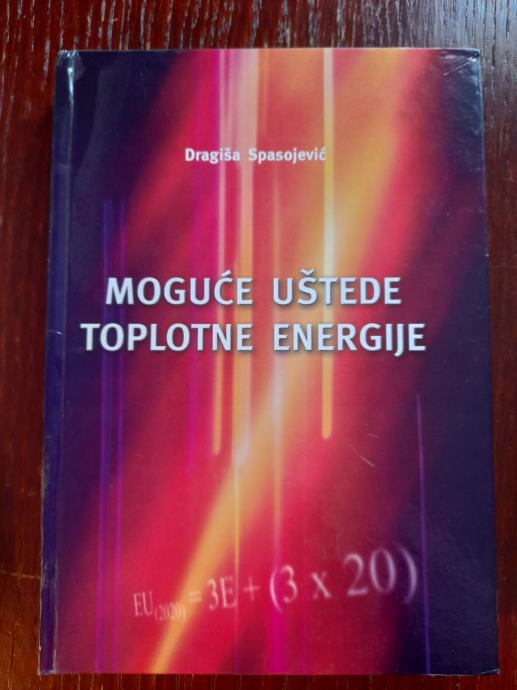 Dragiša Spasojević
MOGUĆE UŠTEDE
TOPLOTNE ENERGIJE
EU(2020) = 3E + (3 x 20)